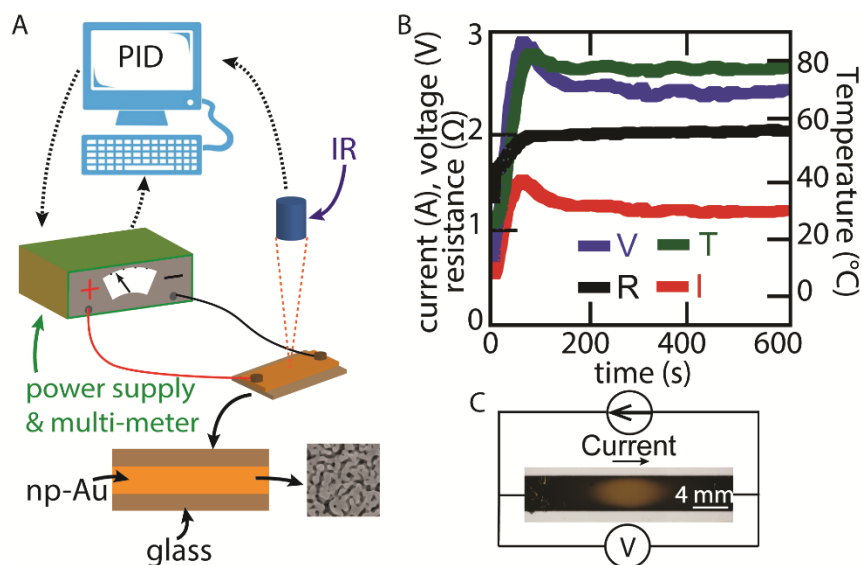 A
PID
IR
+
−
power supply
& multi-meter
np-Au
glass
B
3
2
1
0
current (A), voltage (V)
resistance (Ω)
80
60
40
20
0
Temperature (°C)
V
T
R
I
0
200
400
600
time (s)
C
Current
4 mm
V